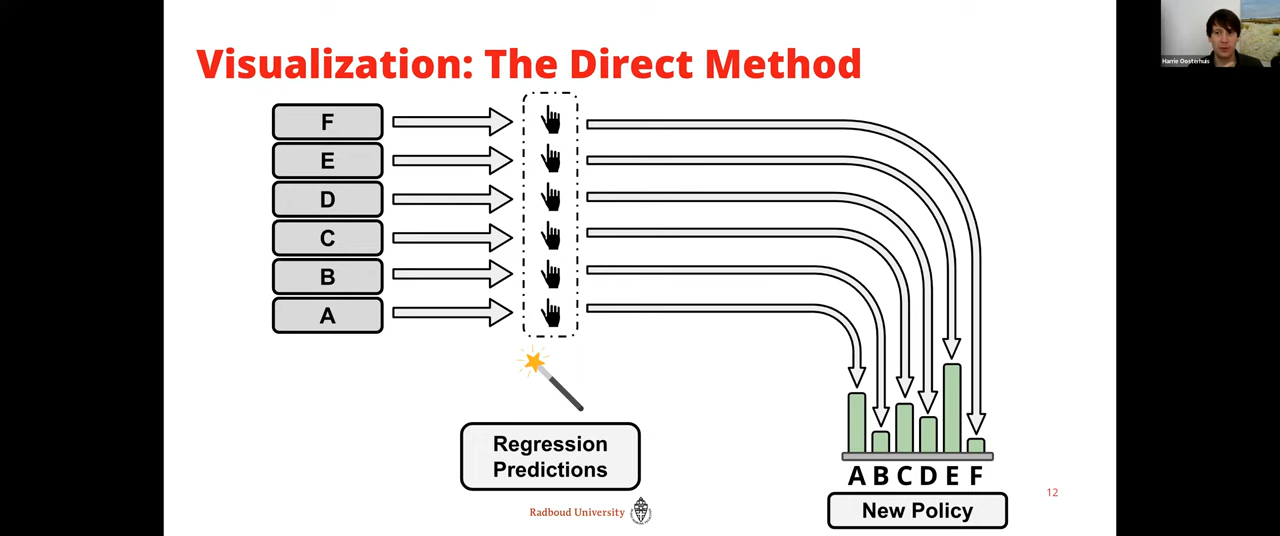 Visualization: The Direct Method
Harrie Oosterhuis
F
E
D
C
B
A
Regression
Predictions
A B C D E F
New Policy
12
Radboud University